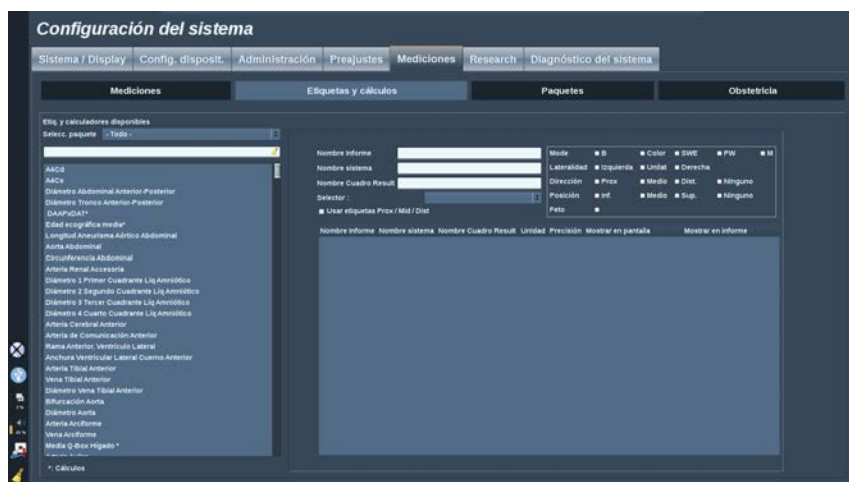 Configuración del sistema
Sistema / Display Config. disposit. Administración Preajustes Mediciones Research Diagnóstico del sistema
Mediciones Etiquetas y cálculos Paquetes Obstetricia
Etiq. y calculadores disponibles
Selecc. paquete - Todo -
A4Cd
A4Cs
Diámetro Abdominal Anterior-Posterior
Diámetro Tronco Anterior-Posterior
DAAPxDAT*
Edad ecográfica media*
Longitud Aneurisma Aórtico Abdominal
Aorta Abdominal
Circunferencia Abdominal
Arteria Renal Accesoria
Diámetro 1 Primer Cuadrante Líq Amniótico
Diámetro 2 Segundo Cuadrante Líq Amniótico
Diámetro 3 Tercer Cuadrante Líq Amniótico
Diámetro 4 Cuarto Cuadrante Líq Amniótico
Arteria Cerebral Anterior
Arteria de Comunicación Anterior
Rama Anterior, Ventrículo Lateral
Anchura Ventricular Lateral Cuerno Anterior
Arteria Tibial Anterior
Vena Tibial Anterior
Diámetro Vena Tibial Anterior
Bifurcación Aorta
Diámetro Aorta
Arteria Arciforme
Vena Arciforme
Media Q-Box Hígado *
*: Cálculos
Nombre Informe
Nombre sistema
Nombre Cuadro Result
Selector :
Usar etiquetas Prox / Mid / Dist
Mode B Color SWE PW M
Lateralidad Izquierda Unilat Derecha
Dirección Prox Medio Dist. Ninguno
Posición Inf. Medio Sup. Ninguno
Feto
Nombre Informe Nombre sistema Nombre Cuadro Result Unidad Precisión Mostrar en pantalla Mostrar en informe